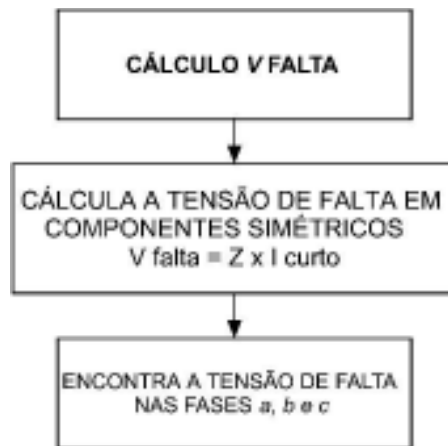 CÁLCULO V FALTA
CÁLCULA A TENSÃO DE FALTA EM
COMPONENTES SIMÉTRICOS
V falta = Z x I curto
ENCONTRA A TENSÃO DE FALTA
NAS FASES a, b e c